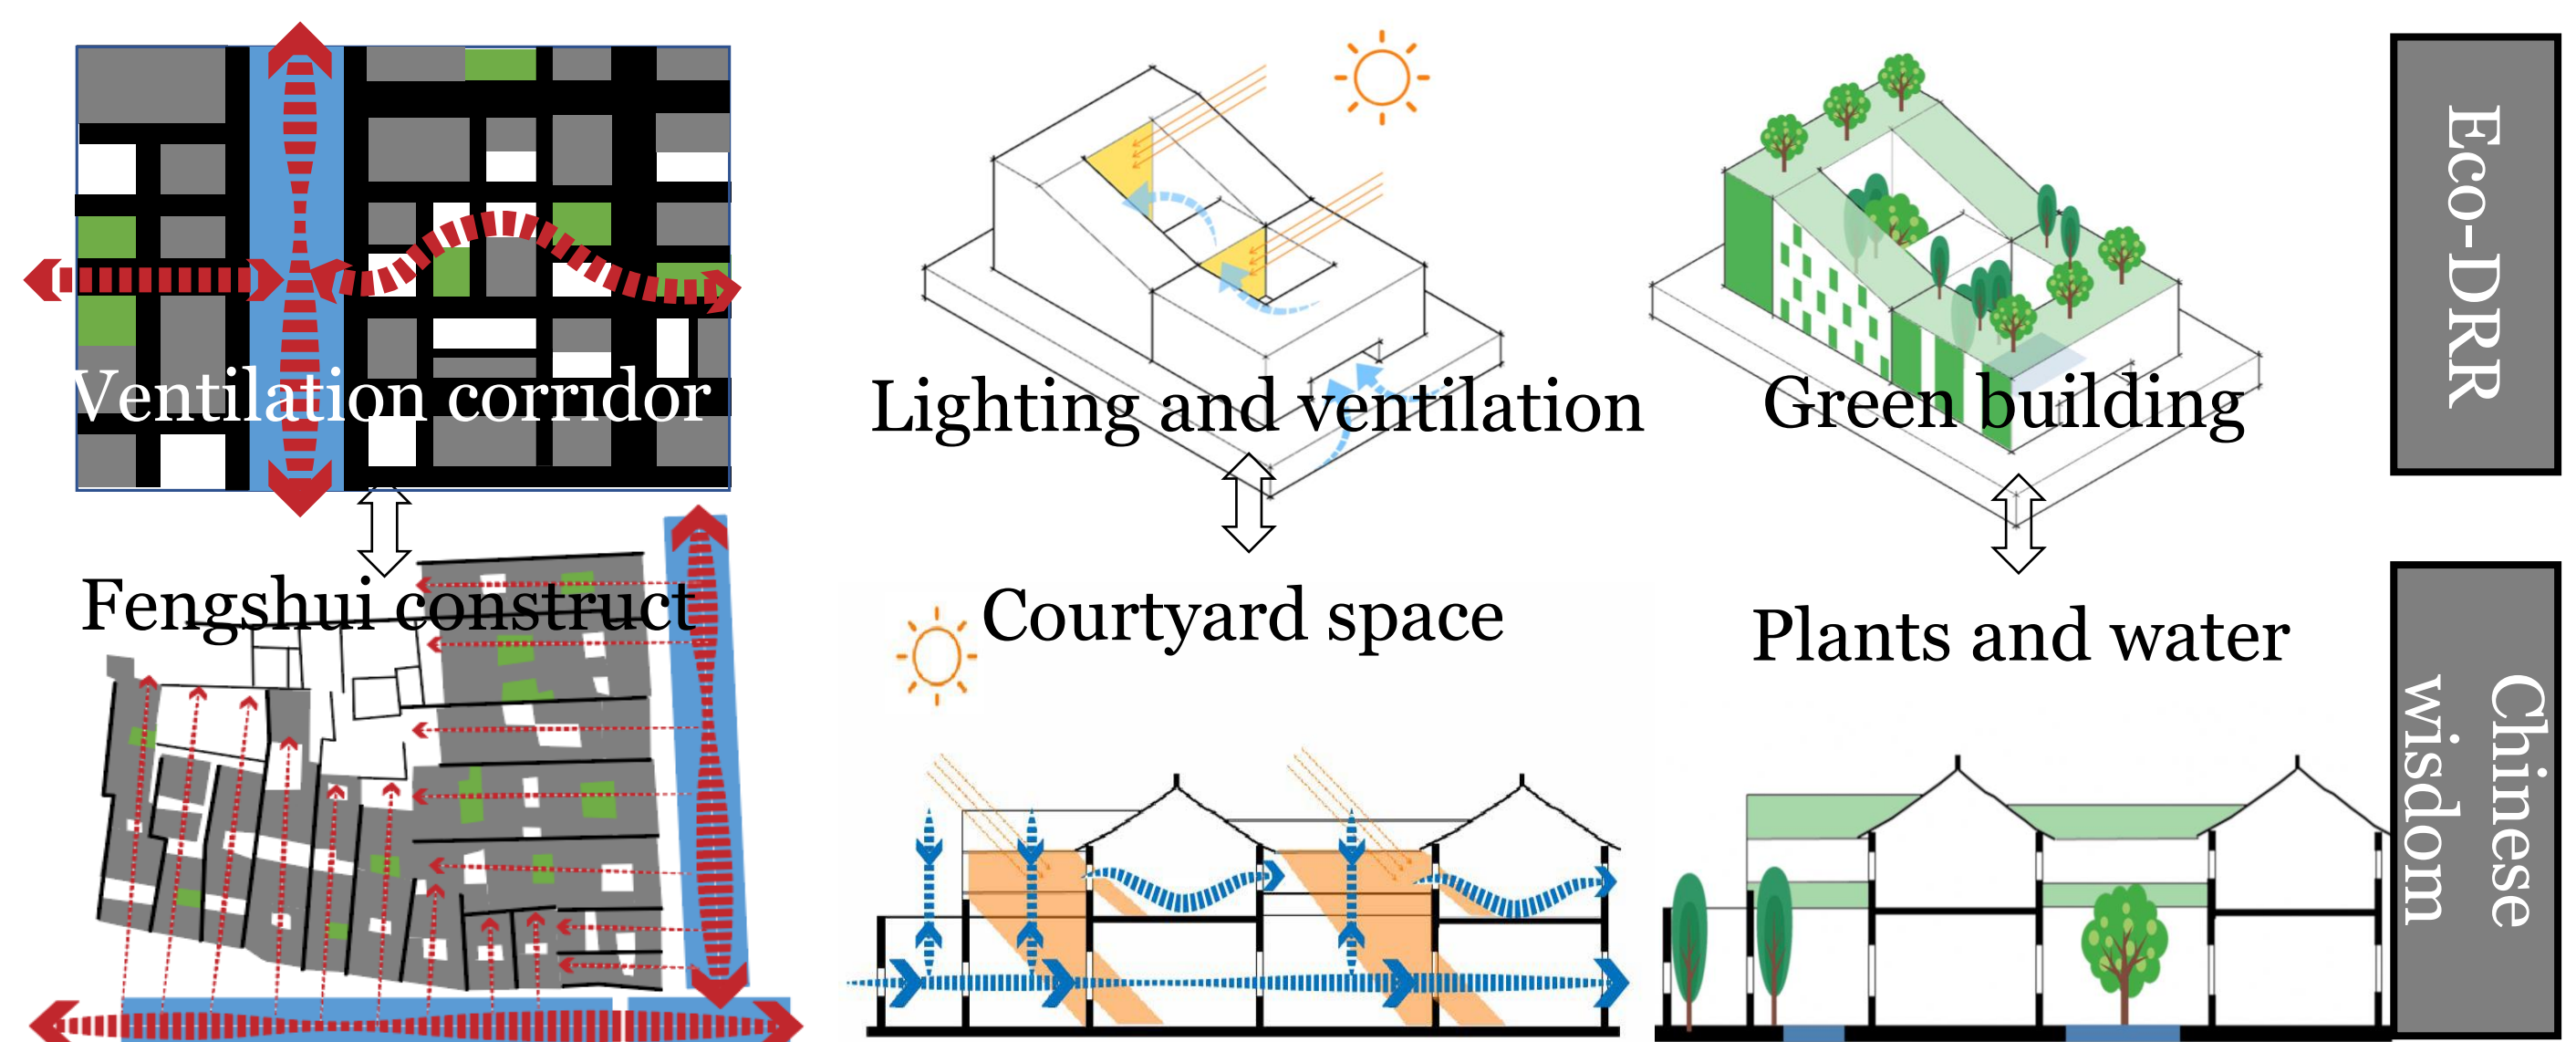 Ventilation corridor
Lighting and ventilation
Green building
Eco-DRR
Fengshui construct
Courtyard space
Plants and water
Chinese
wisdom